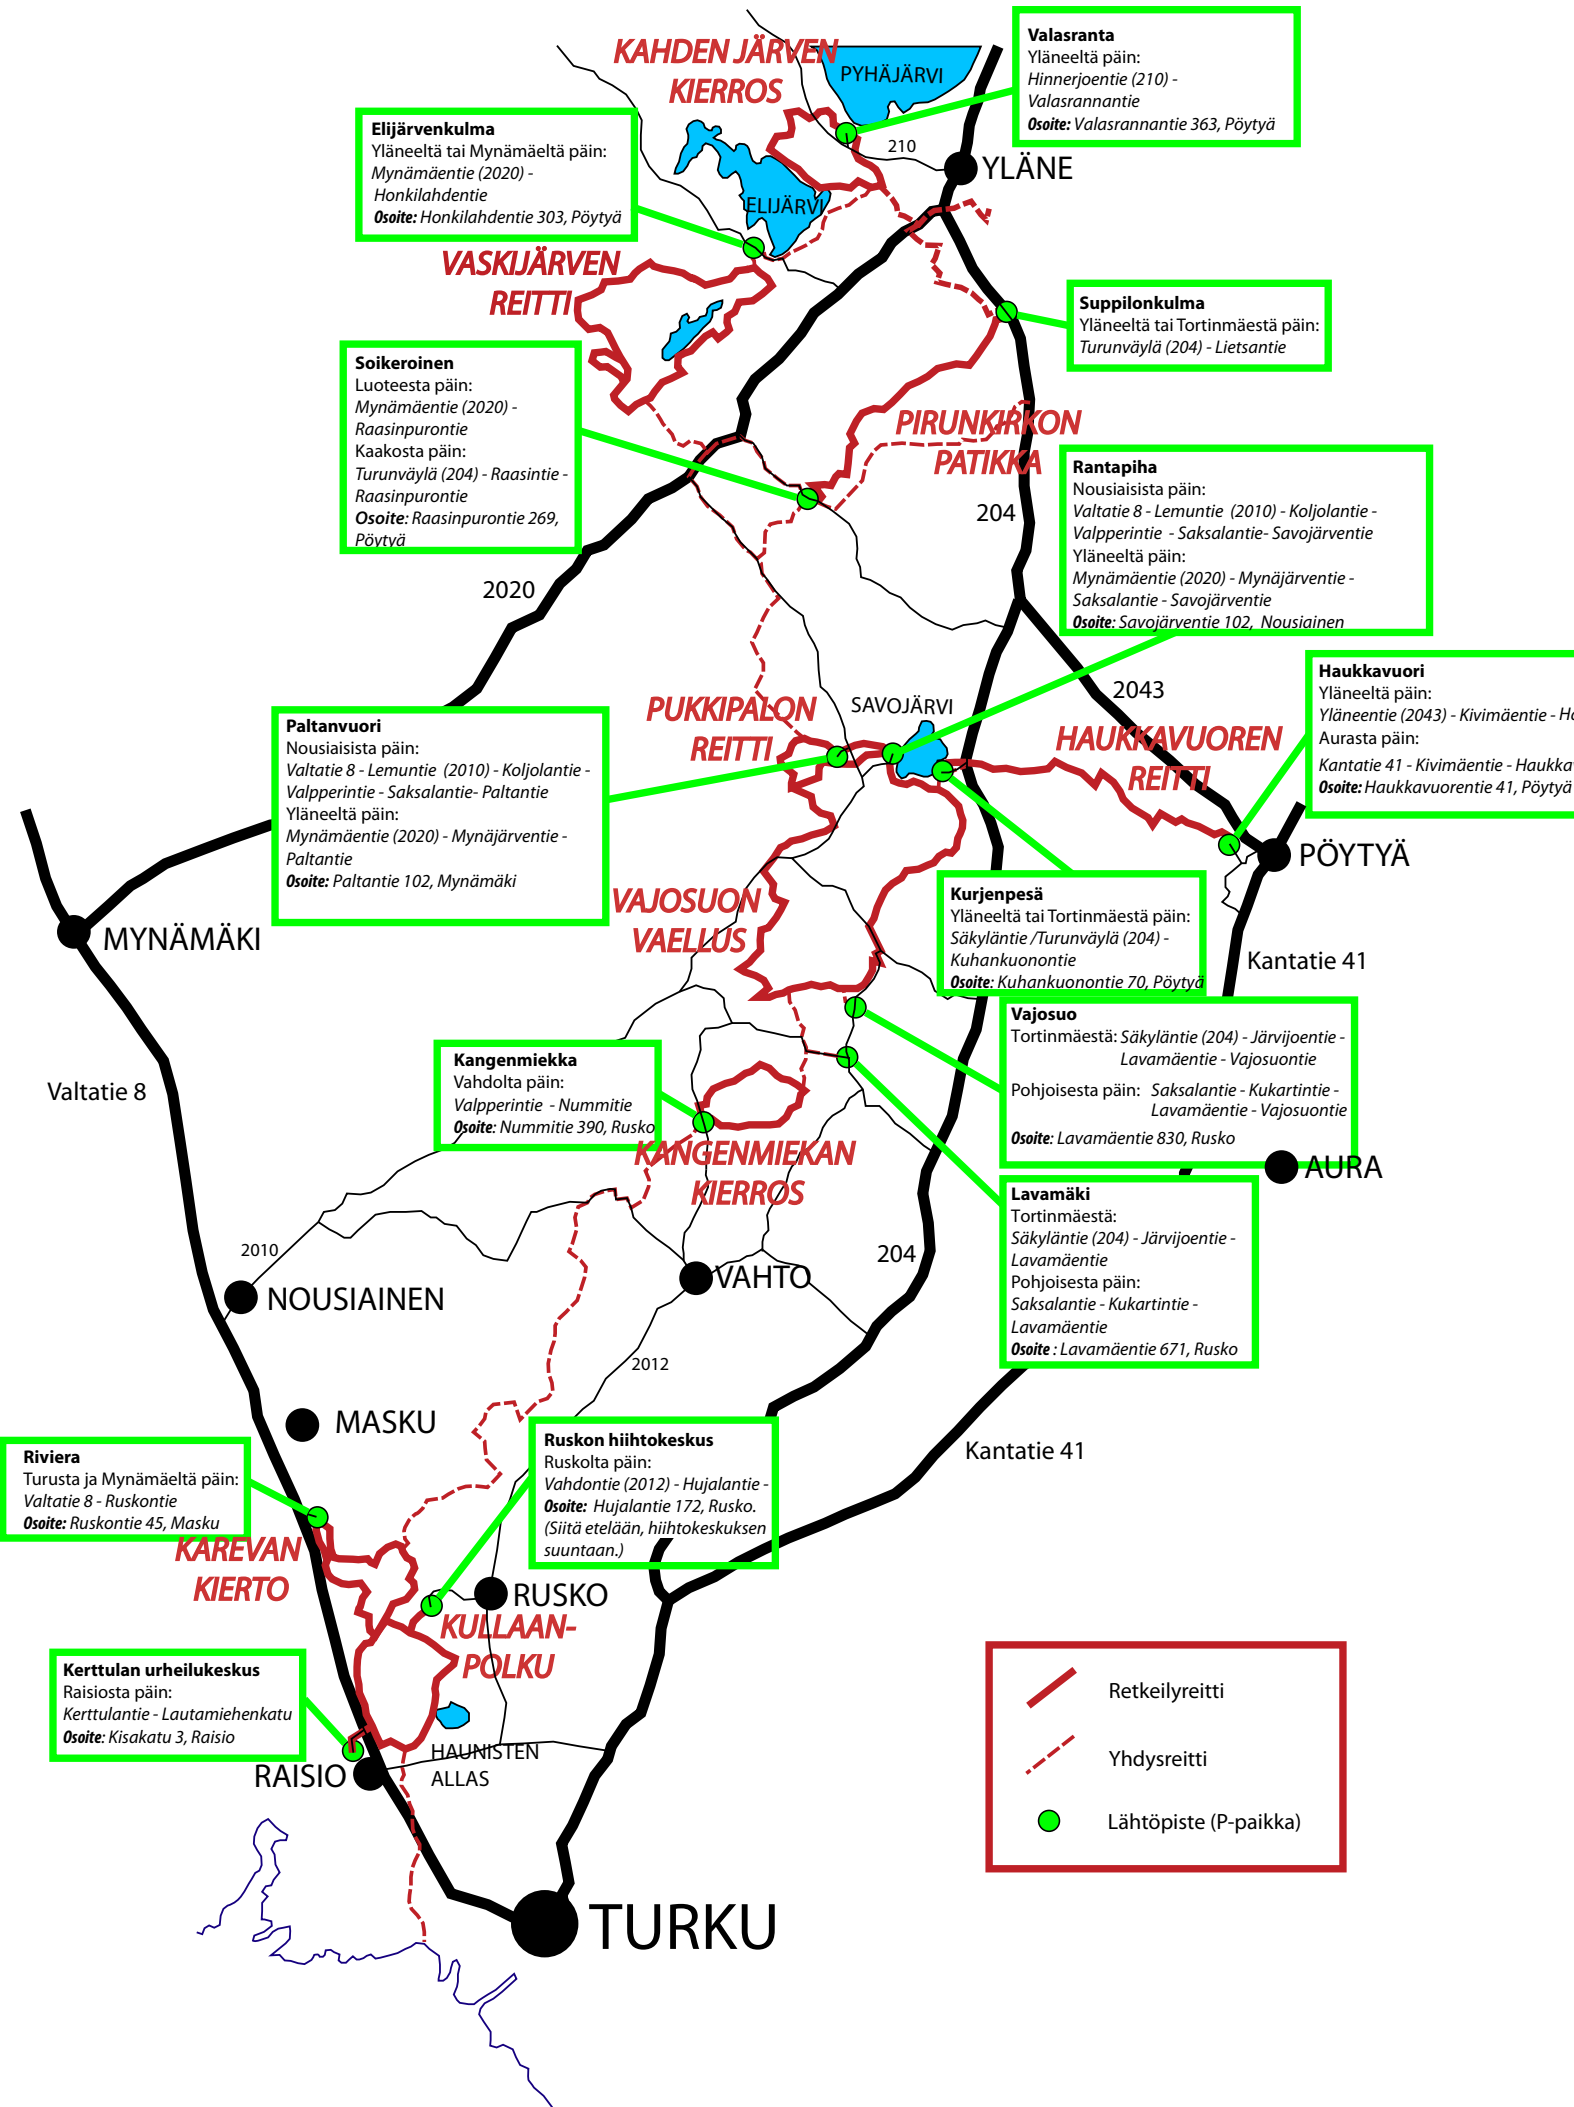 KAHDEN JÄRVEN
KIERROS
PYHÄJÄRVI
Valasranta
Yläneeltä päin:
Hinnerjoentie (210) -
Valasrannantie
Osoite: Valasrannantie 363, Pöytyä
Elijärvenkulma
Yläneeltä tai Mynämäeltä päin:
Mynämäentie (2020) -
Honkilahdentie
Osoite: Honkilahdentie 303, Pöytyä
210
YLÄNE
ELIJÄRVI
VASKIJÄRVEN
REITTI
Suppilonkulma
Yläneeltä tai Tortinmäestä päin:
Turunväylä (204) - Lietsantie
Soikeroinen
Luoteesta päin:
Mynämäentie (2020) -
Raasinpurontie
Kaakosta päin:
Turunväylä (204) - Raasintie -
Raasinpurontie
Osoite: Raasinpurontie 269,
Pöytyä
PIRUNKIRKON
PATIKKA
204
Rantapiha
Nousiaisista päin:
Valtatie 8 - Lemuntie (2010) - Koljolantie -
Valpperintie - Saksalantie- Savojärventie
Yläneeltä päin:
Mynämäentie (2020) - Mynäjärventie -
Saksalantie - Savojärventie
Osoite: Savojärventie 102, Nousiainen
2020
2043
Haukkavuori
Yläneeltä päin:
Yläneentie (2043) - Kivimäentie - Ha
Aurasta päin:
Kantatie 41 - Kivimäentie - Haukka
Osoite: Haukkavuorentie 41, Pöytyä
PUKKIPALON
REITTI
SAVOJÄRVI
HAUKKAVUOREN
REITTI
Paltanvuori
Nousiaisista päin:
Valtatie 8 - Lemuntie (2010) - Koljolantie -
Valpperintie - Saksalantie- Paltantie
Yläneeltä päin:
Mynämäentie (2020) - Mynäjärventie -
Paltantie
Osoite: Paltantie 102, Mynämäki
PÖYTYÄ
MYNÄMÄKI
VAJOSUON
VAELLUS
Kurjenpesä
Yläneeltä tai Tortinmäestä päin:
Säkyläntie /Turunväylä (204) -
Kuhankuonontie
Osoite: Kuhankuonontie 70, Pöytyä
Kantatie 41
Vajosuo
Tortinmäestä: Säkyläntie (204) - Järvijoentie -
Lavamäentie - Vajosuontie
Pohjoisesta päin: Saksalantie - Kukartintie -
Lavamäentie - Vajosuontie
Osoite: Lavamäentie 830, Rusko
Valtatie 8
Kangenmiekka
Vahdolta päin:
Valpperintie - Nummitie
Osoite: Nummitie 390, Rusko
KANGENMIEKAN
KIERROS
AURA
Lavamäki
Tortinmäestä:
Säkyläntie (204) - Järvijoentie -
Lavamäentie
Pohjoisesta päin:
Saksalantie - Kukartintie -
Lavamäentie
Osoite : Lavamäentie 671, Rusko
2010
204
NOUSIAINEN
VAHTO
2012
MASKU
Kantatie 41
Riviera
Turusta ja Mynämäeltä päin:
Valtatie 8 - Ruskontie
Osoite: Ruskontie 45, Masku
Ruskon hiihtokeskus
Ruskolta päin:
Vahdontie (2012) - Hujalantie -
Osoite: Hujalantie 172, Rusko.
(Siitä etelään, hiihtokeskuksen
suuntaan.)
KAREVAN
KIERTO
RUSKO
KULLAAN-
POLKU
Kerttulan urheilukeskus
Raisiosta päin:
Kerttulantie - Lautamiehenkatu
Osoite: Kisakatu 3, Raisio
RAISIO
HAUNISTEN
ALLAS
Retkeilyreitti
Yhdysreitti
Lähtöpiste (P-paikka)
TURKU